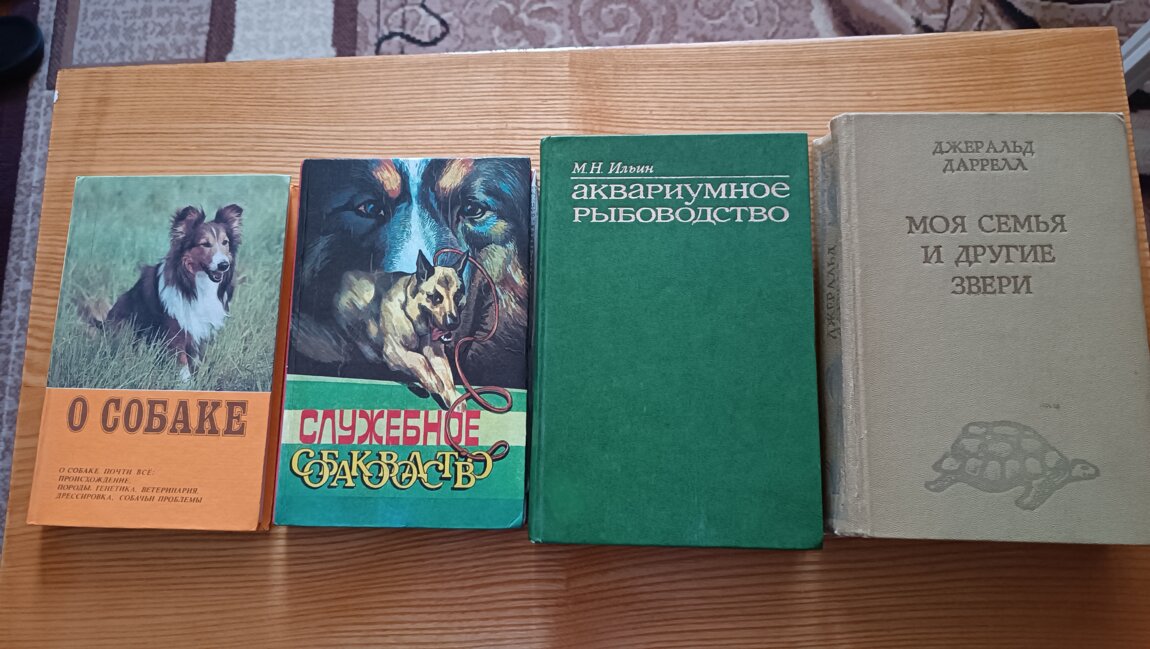 О СОБАКЕ
О СОБАКЕ ПОЧТИ ВСЁ:
ПРОИСХОЖДЕНИЕ,
ПОРОДЫ, ГЕНЕТИКА, ВЕТЕРИНАРИЯ,
ДРЕССИРОВКА, СОБАЧЬИ ПРОБЛЕМЫ
СЛУЖЕБНОЕ
СОБАКОВОДСТВО
М.Н. Ильин
аквариумное
РЫБОВОДСТВО
ДЖЕРАЛЬД
ДЖЕРАЛЬД
ДАРРЕЛЛ
МОЯ СЕМЬЯ
И ДРУГИЕ
ЗВЕРИ